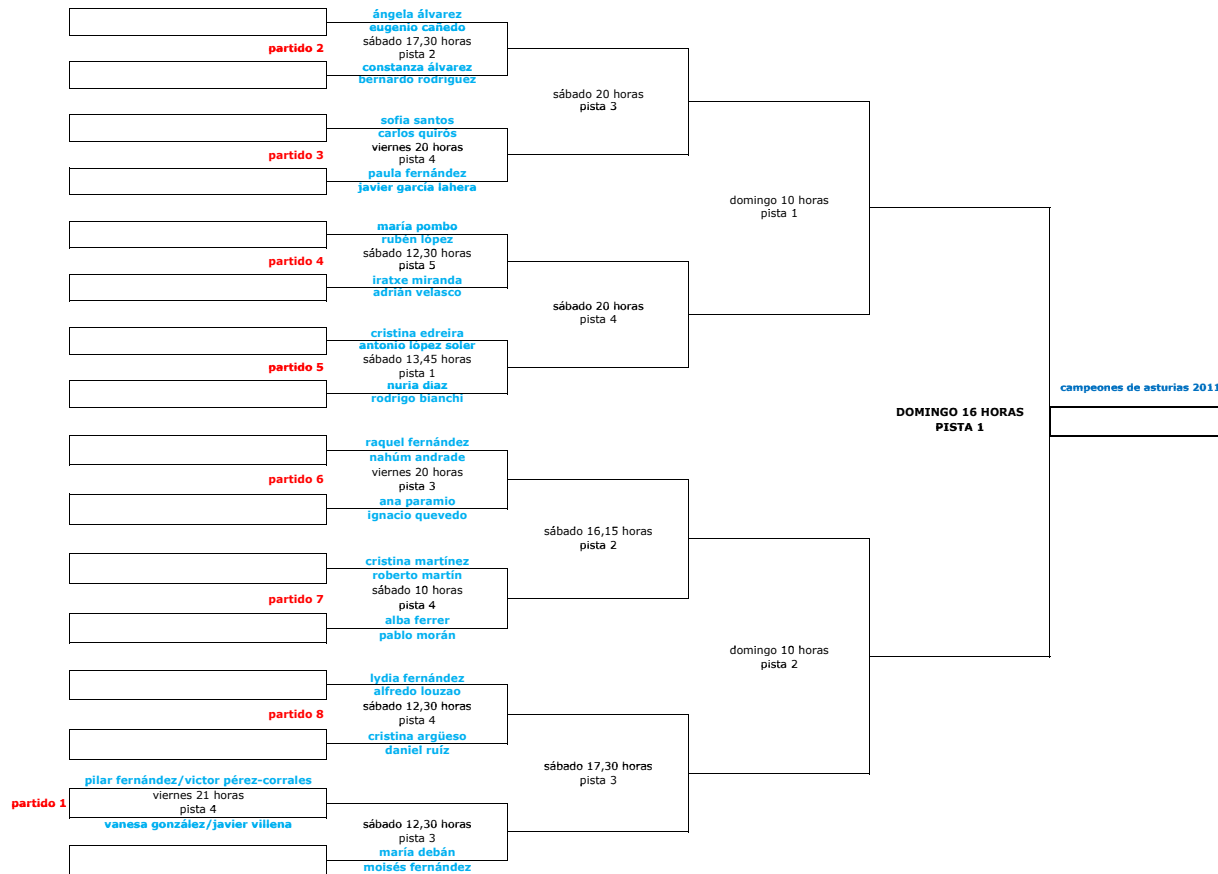 ángela álvarez
eugenio cañedo
partido 2
sábado 17,30 horas
pista 2
constanza álvarez
bernardo rodríguez
sábado 20 horas
pista 3
sofia santos
carlos quirós
partido 3
viernes 20 horas
pista 4
paula fernández
javier garcía lahera
domingo 10 horas
pista 1
maría pombo
rubén lópez
partido 4
sábado 12,30 horas
pista 5
iratxe miranda
adrián velasco
sábado 20 horas
pista 4
cristina edreira
antonio lópez soler
partido 5
sábado 13,45 horas
pista 1
nuria diaz
rodrigo bianchi
campeones de asturias 2011
DOMINGO 16 HORAS
PISTA 1
raquel fernández
nahúm andrade
partido 6
viernes 20 horas
pista 3
ana paramio
ignacio quevedo
sábado 16,15 horas
pista 2
cristina martínez
roberto martín
partido 7
sábado 10 horas
pista 4
alba ferrer
pablo morán
domingo 10 horas
pista 2
lydia fernández
alfredo louzao
partido 8
sábado 12,30 horas
pista 4
cristina argüeso
daniel ruíz
sábado 17,30 horas
pista 3
pilar fernández/victor pérez-corrales
partido 1
viernes 21 horas
pista 4
vanesa gonzález/javier villena
sábado 12,30 horas
pista 3
maría debán
moisés fernández